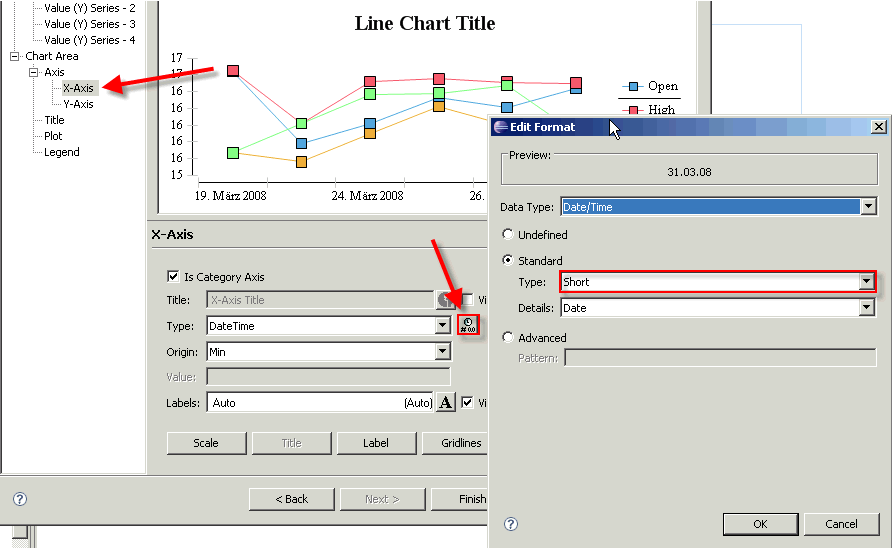 Value (Y) Series - 2
Value (Y) Series - 3
Value (Y) Series - 4
Chart Area
Axis
X-Axis
Y-Axis
Title
Plot
Legend
Line Chart Title
17
17
16
16
16
16
15
19. März 2008
24. März 2008
26.
Open
High
X-Axis
Is Category Axis
Title: X-Axis Title
Vi
Type: DateTime
Origin: Min
Value:
Labels: Auto (Auto) A Vi
Scale
Title
Label
Gridlines
< Back
Next >
Finish
Edit Format
Preview:
31.03.08
Data Type: Date/Time
Undefined
Standard
Type: Short
Details: Date
Advanced
Pattern:
OK
Cancel